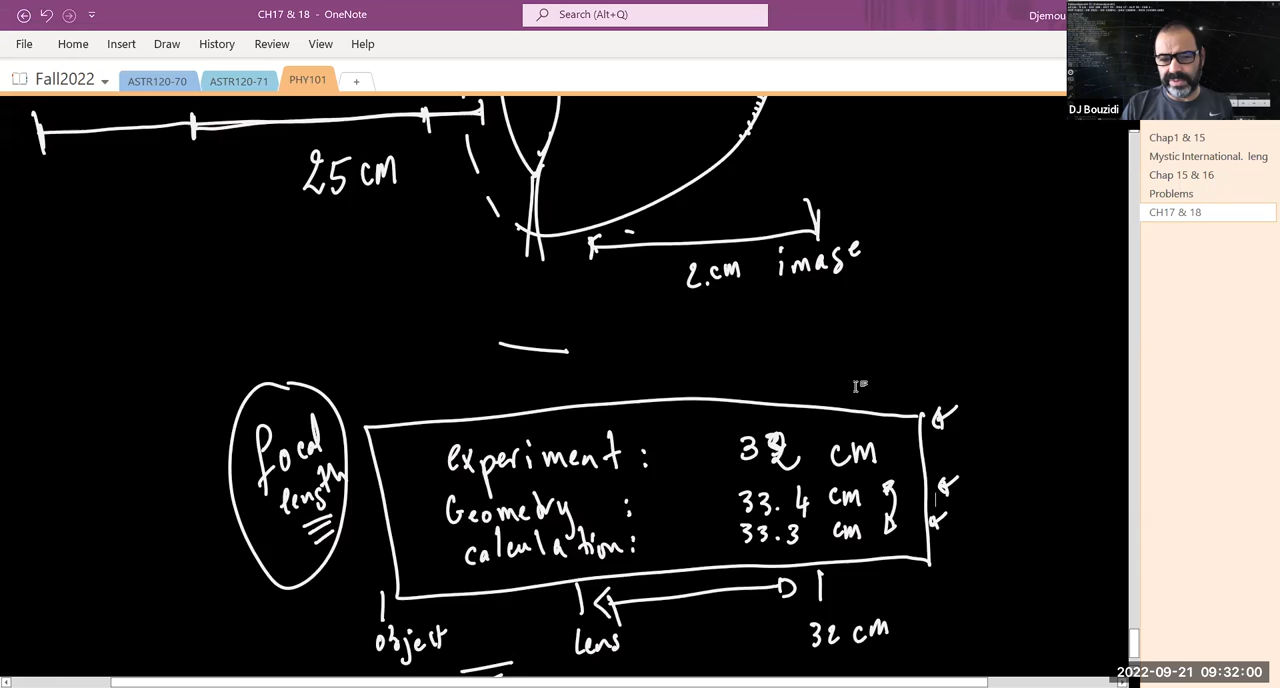 CH17 & 18 - OneNote
Search (Alt+Q)
Djemou
File Home Insert Draw History Review View Help
Fall2022 ASTR120-70 ASTR120-71 PHY101 +
DJ Bouzidi
Chap1 & 15
Mystic International. leng
Chap 15 & 16
Problems
CH17 & 18
25 cm
2.cm image
focal
length
experiment: 32 cm
Geometry : 33.4 cm
calculation: 33.3 cm
object lens 32 cm
2022-09-21 09:32:00